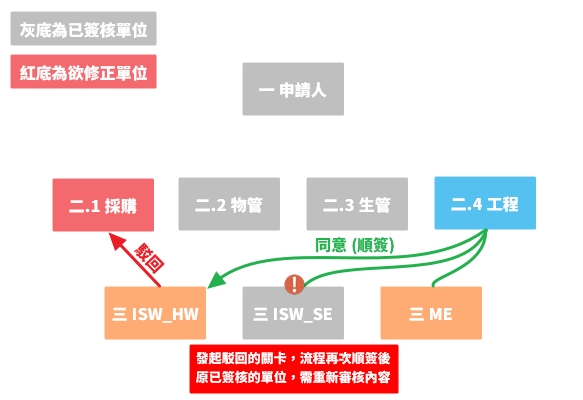 灰底為已簽核單位
紅底為欲修正單位
一 申請人
二.1 採購
二.2 物管
二.3 生管
二.4 工程
同意 (順簽)
駁回
!
三 ISW_HW
三 ISW_SE
三 ME
發起駁回的關卡，流程再次順簽後
原已簽核的單位，需重新審核內容